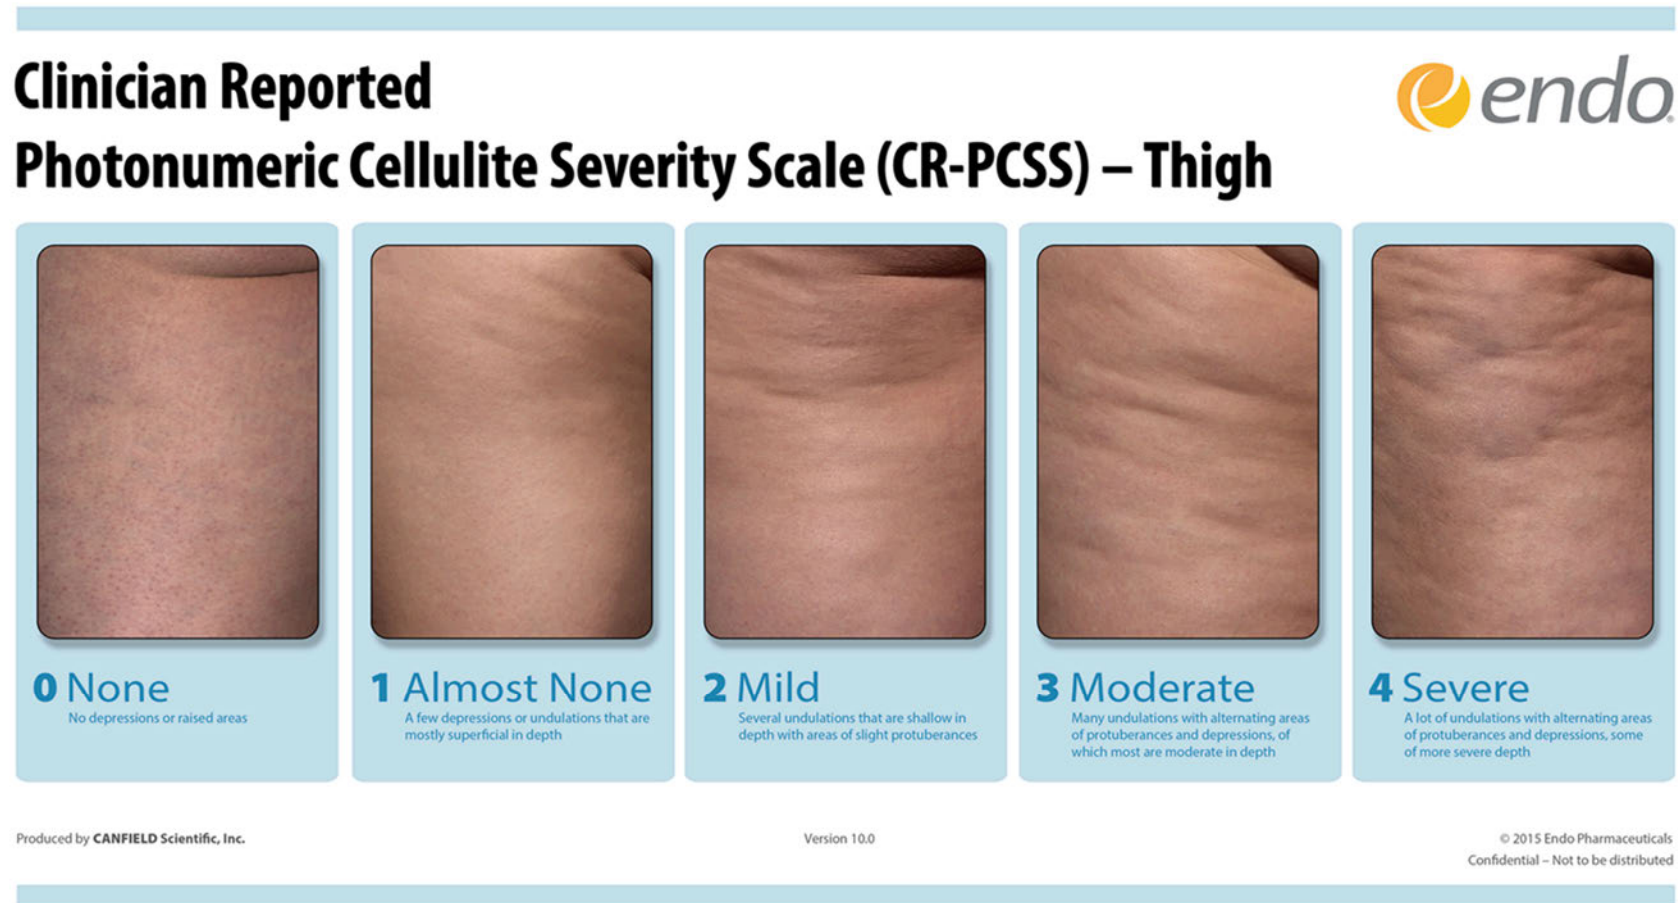 Clinician Reported
Photonumeric Cellulite Severity Scale (CR-PCSS) – Thigh
endo®
0 None
No depressions or raised areas
1 Almost None
A few depressions or undulations that are
mostly superficial in depth
2 Mild
Several undulations that are shallow in
depth with areas of slight protuberances
3 Moderate
Many undulations with alternating areas
of protuberances and depressions, of
which most are moderate in depth
4 Severe
A lot of undulations with alternating areas
of protuberances and depressions, some
of more severe depth
Produced by CANFIELD Scientific, Inc.
Version 10.0
© 2015 Endo Pharmaceuticals
Confidential – Not to be distributed